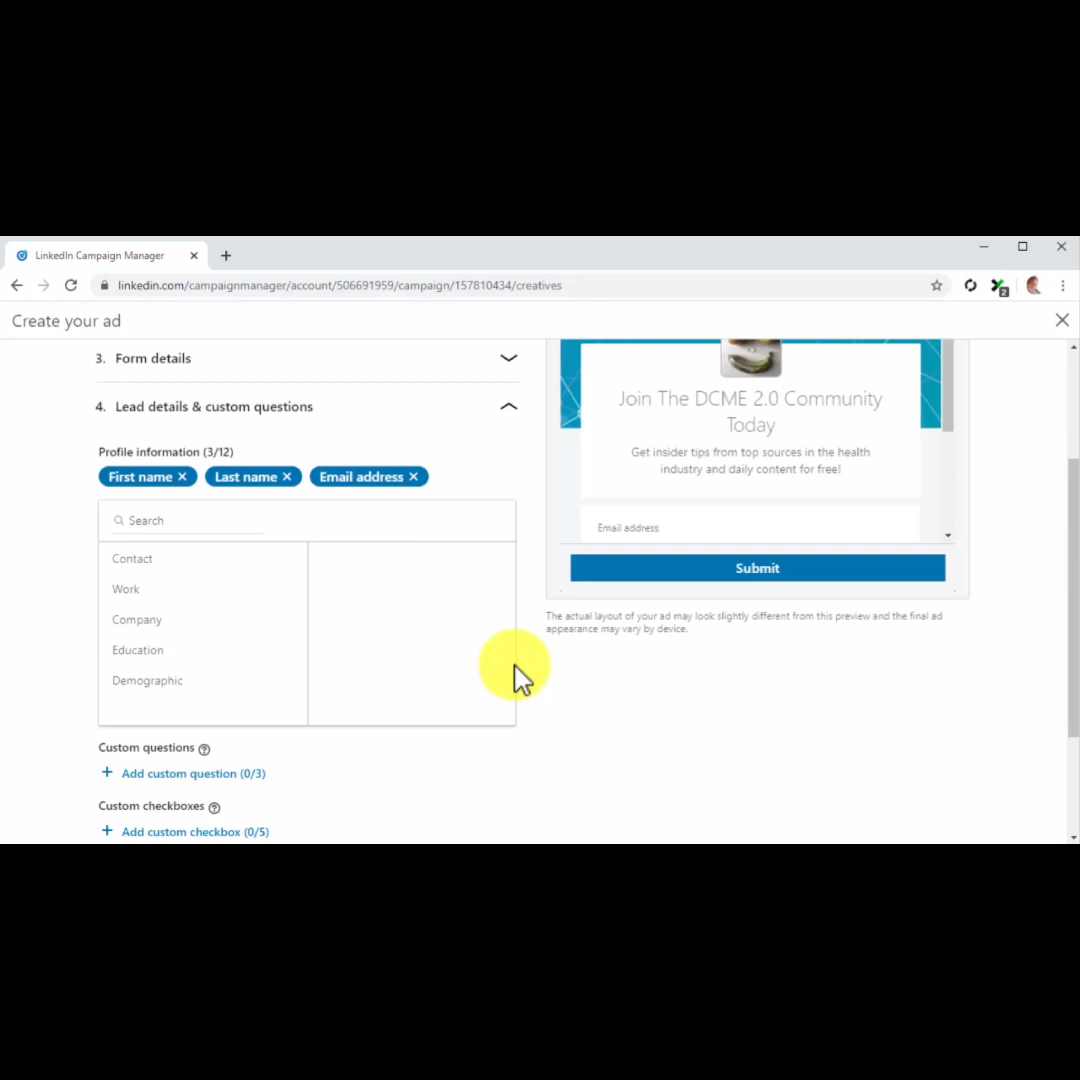 LinkedIn Campaign Manager
linkedin.com/campaignmanager/account/506691959/campaign/157810434/creatives
2
Create your ad
3. Form details
4. Lead details & custom questions
Profile information (3/12)
First name
Last name
Email address
Search
Contact
Work
Company
Education
Demographic
Custom questions
?
+ Add custom question (0/3)
Custom checkboxes
?
+ Add custom checkbox (0/5)
Join The DCME 2.0 Community
Today
Get insider tips from top sources in the health
industry and daily content for free!
Email address
Submit
The actual layout of your ad may look slightly different from this preview and the final ad
appearance may vary by device.